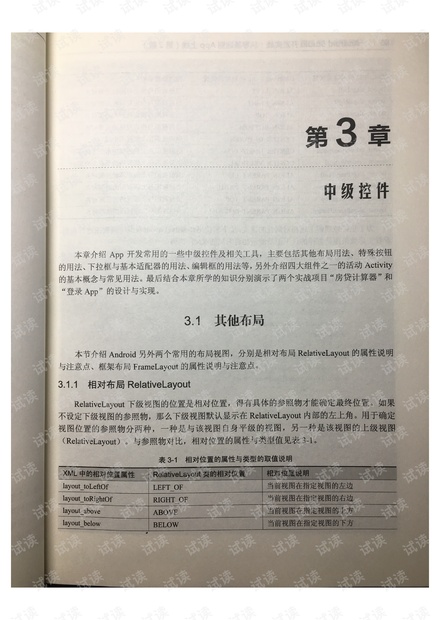 第3章
中级控件
本章介绍 App 开发常用的一些中级控件及相关工具，主要包括其他布局用法、特殊按钮
的用法、下拉框与基本适配器的用法、编辑框的用法等，另外介绍四大组件之一的活动 Activity
的基本概念与常见用法。最后结合本章所学的知识分别演示了两个实战项目“房贷计算器”和
“登录 App”的设计与实现。
3.1 其他布局
本节介绍 Android 另外两个常用的布局视图，分别是相对布局 RelativeLayout 的属性说明
与注意点、框架布局 FrameLayout 的属性说明与注意点。
3.1.1 相对布局 RelativeLayout
RelativeLayout 下级视图的位置是相对位置，得有具体的参照物才能确定最终位置。如果
不设定下级视图的参照物，那么下级视图默认显示在 RelativeLayout 内部的左上角。用于确定
视图位置的参照物分两种，一种是与该视图自身平级的视图，另一种是该视图的上级视图
（RelativeLayout）。与参照物对比，相对位置的属性与类型值见表 3-1。
表 3-1 相对位置的属性与类型的取值说明
XML 中的相对位置属性 RelativeLayout 类的相对位置 相对位置说明
layout_toLeftOf LEFT_OF 当前视图在指定视图的左边
layout_toRightOf RIGHT_OF 当前视图在指定视图的右边
layout_above ABOVE 当前视图在指定视图的上方
layout_below BELOW 当前视图在指定视图的下方
试读